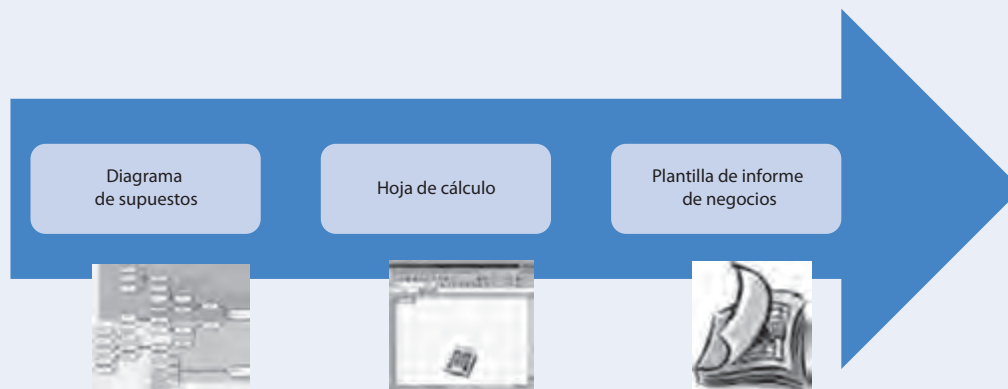 Diagrama
de supuestos
Hoja de cálculo
Plantilla de informe
de negocios